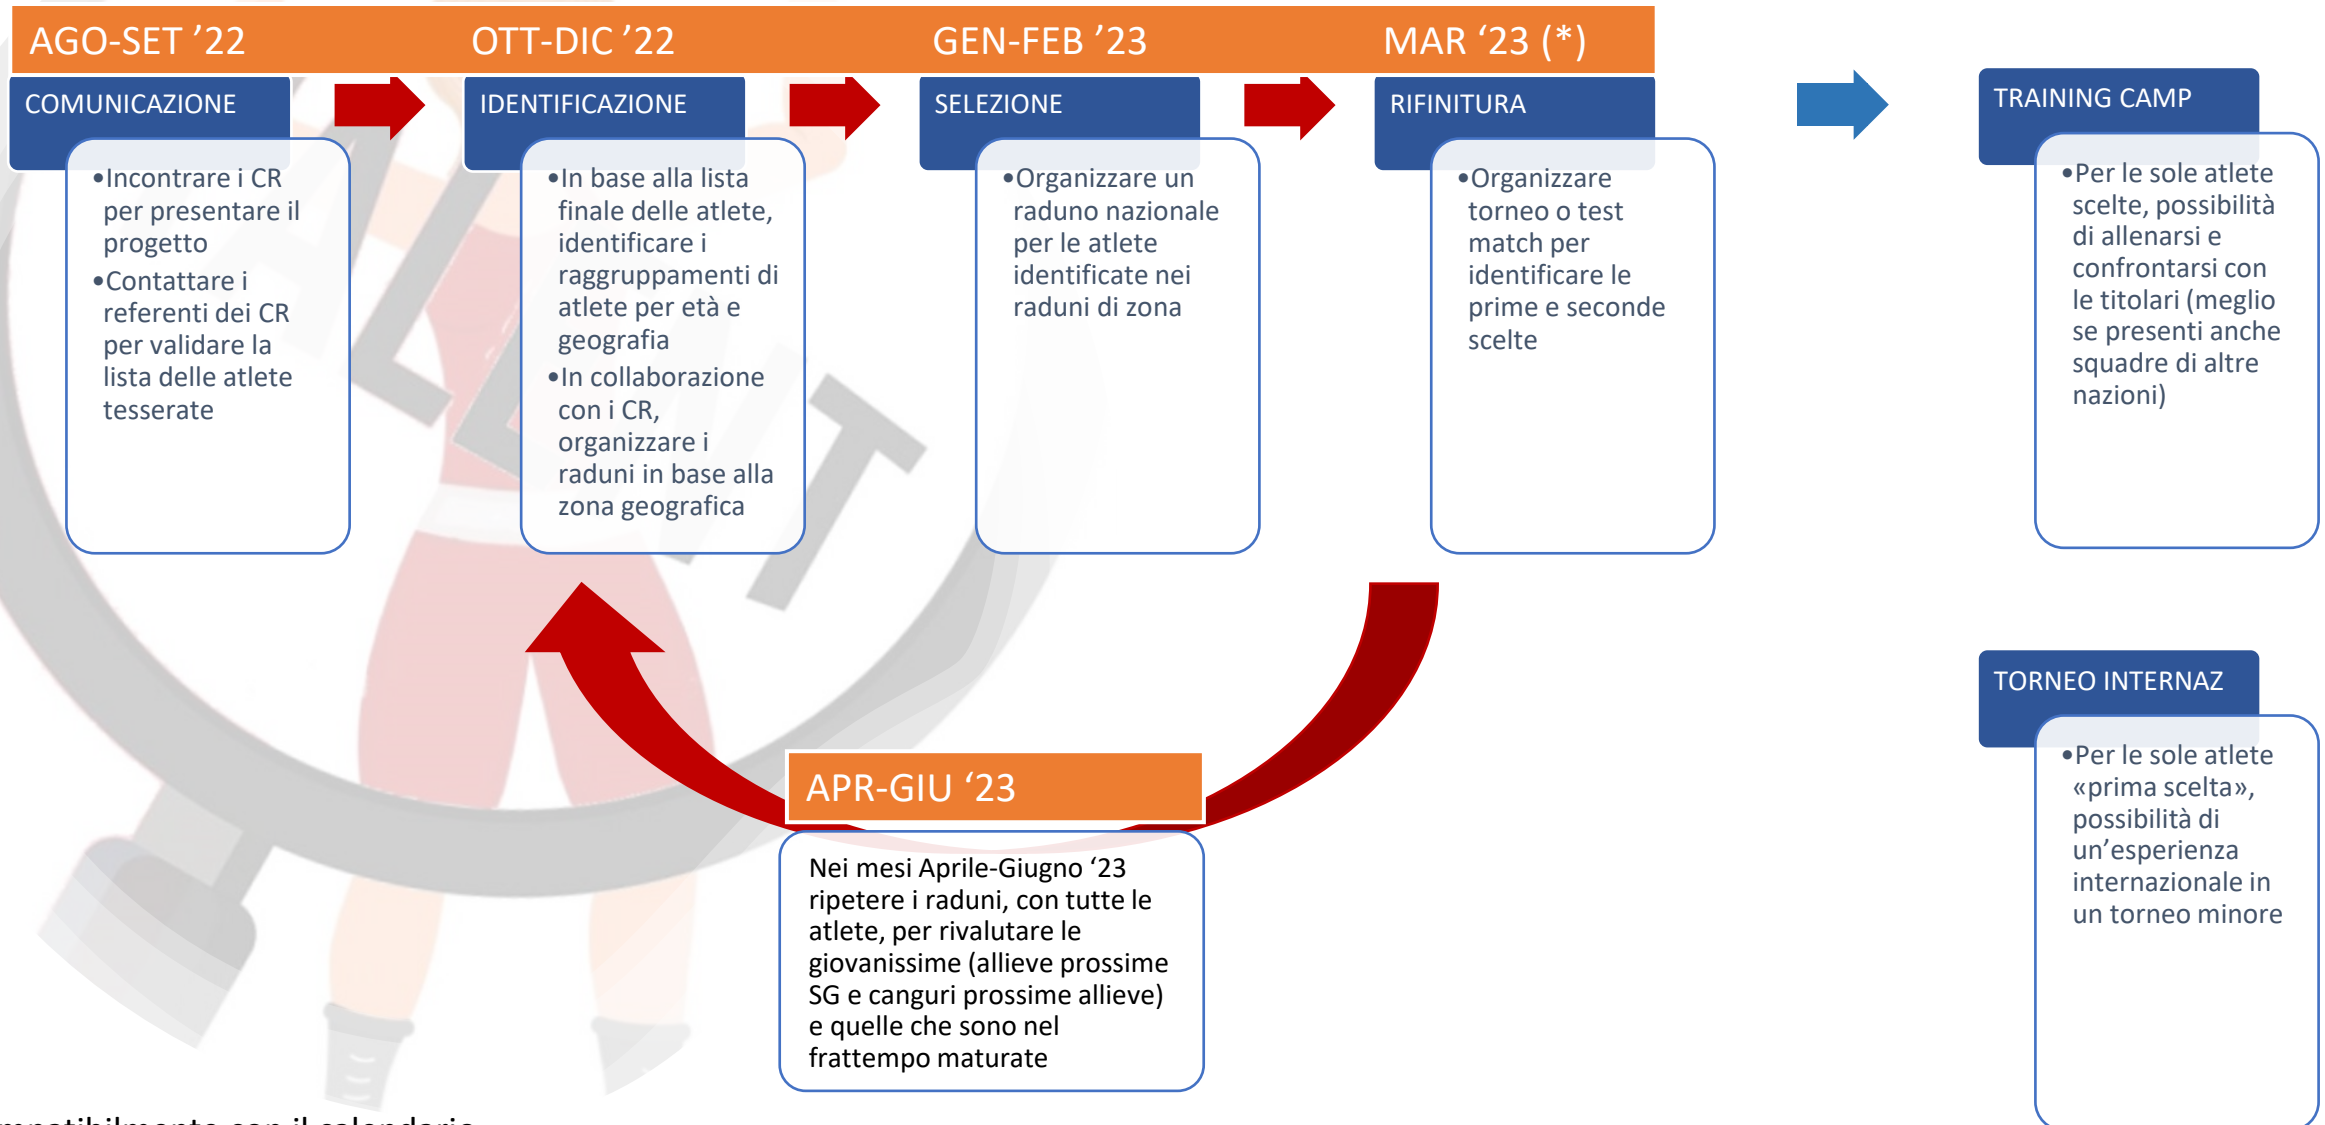 AGO-SET ’22
OTT-DIC ’22
GEN-FEB ’23
MAR ‘23 (*)
COMUNICAZIONE
•Incontrare i CR
per presentare il
progetto
•Contattare i
referenti dei CR
per validare la
lista delle atlete
tesserate
IDENTIFICAZIONE
•In base alla lista
finale delle atlete,
identificare i
raggruppamenti di
atlete per età e
geografia
•In collaborazione
con i CR,
organizzare i
raduni in base alla
zona geografica
SELEZIONE
•Organizzare un
raduno nazionale
per le atlete
identificate nei
raduni di zona
RIFINITURA
•Organizzare
torneo o test
match per
identificare le
prime e seconde
scelte
TRAINING CAMP
•Per le sole atlete
scelte, possibilità
di allenarsi e
confrontarsi con
le titolari (meglio
se presenti anche
squadre di altre
nazioni)
TORNEO INTERNAZ
•Per le sole atlete
«prima scelta»,
possibilità di
un’esperienza
internazionale in
un torneo minore
APR-GIU ‘23
Nei mesi Aprile-Giugno ‘23
ripetere i raduni, con tutte le
atlete, per rivalutare le
giovanissime (allieve prossime
SG e canguri prossime allieve)
e quelle che sono nel
frattempo maturate
con il calendario